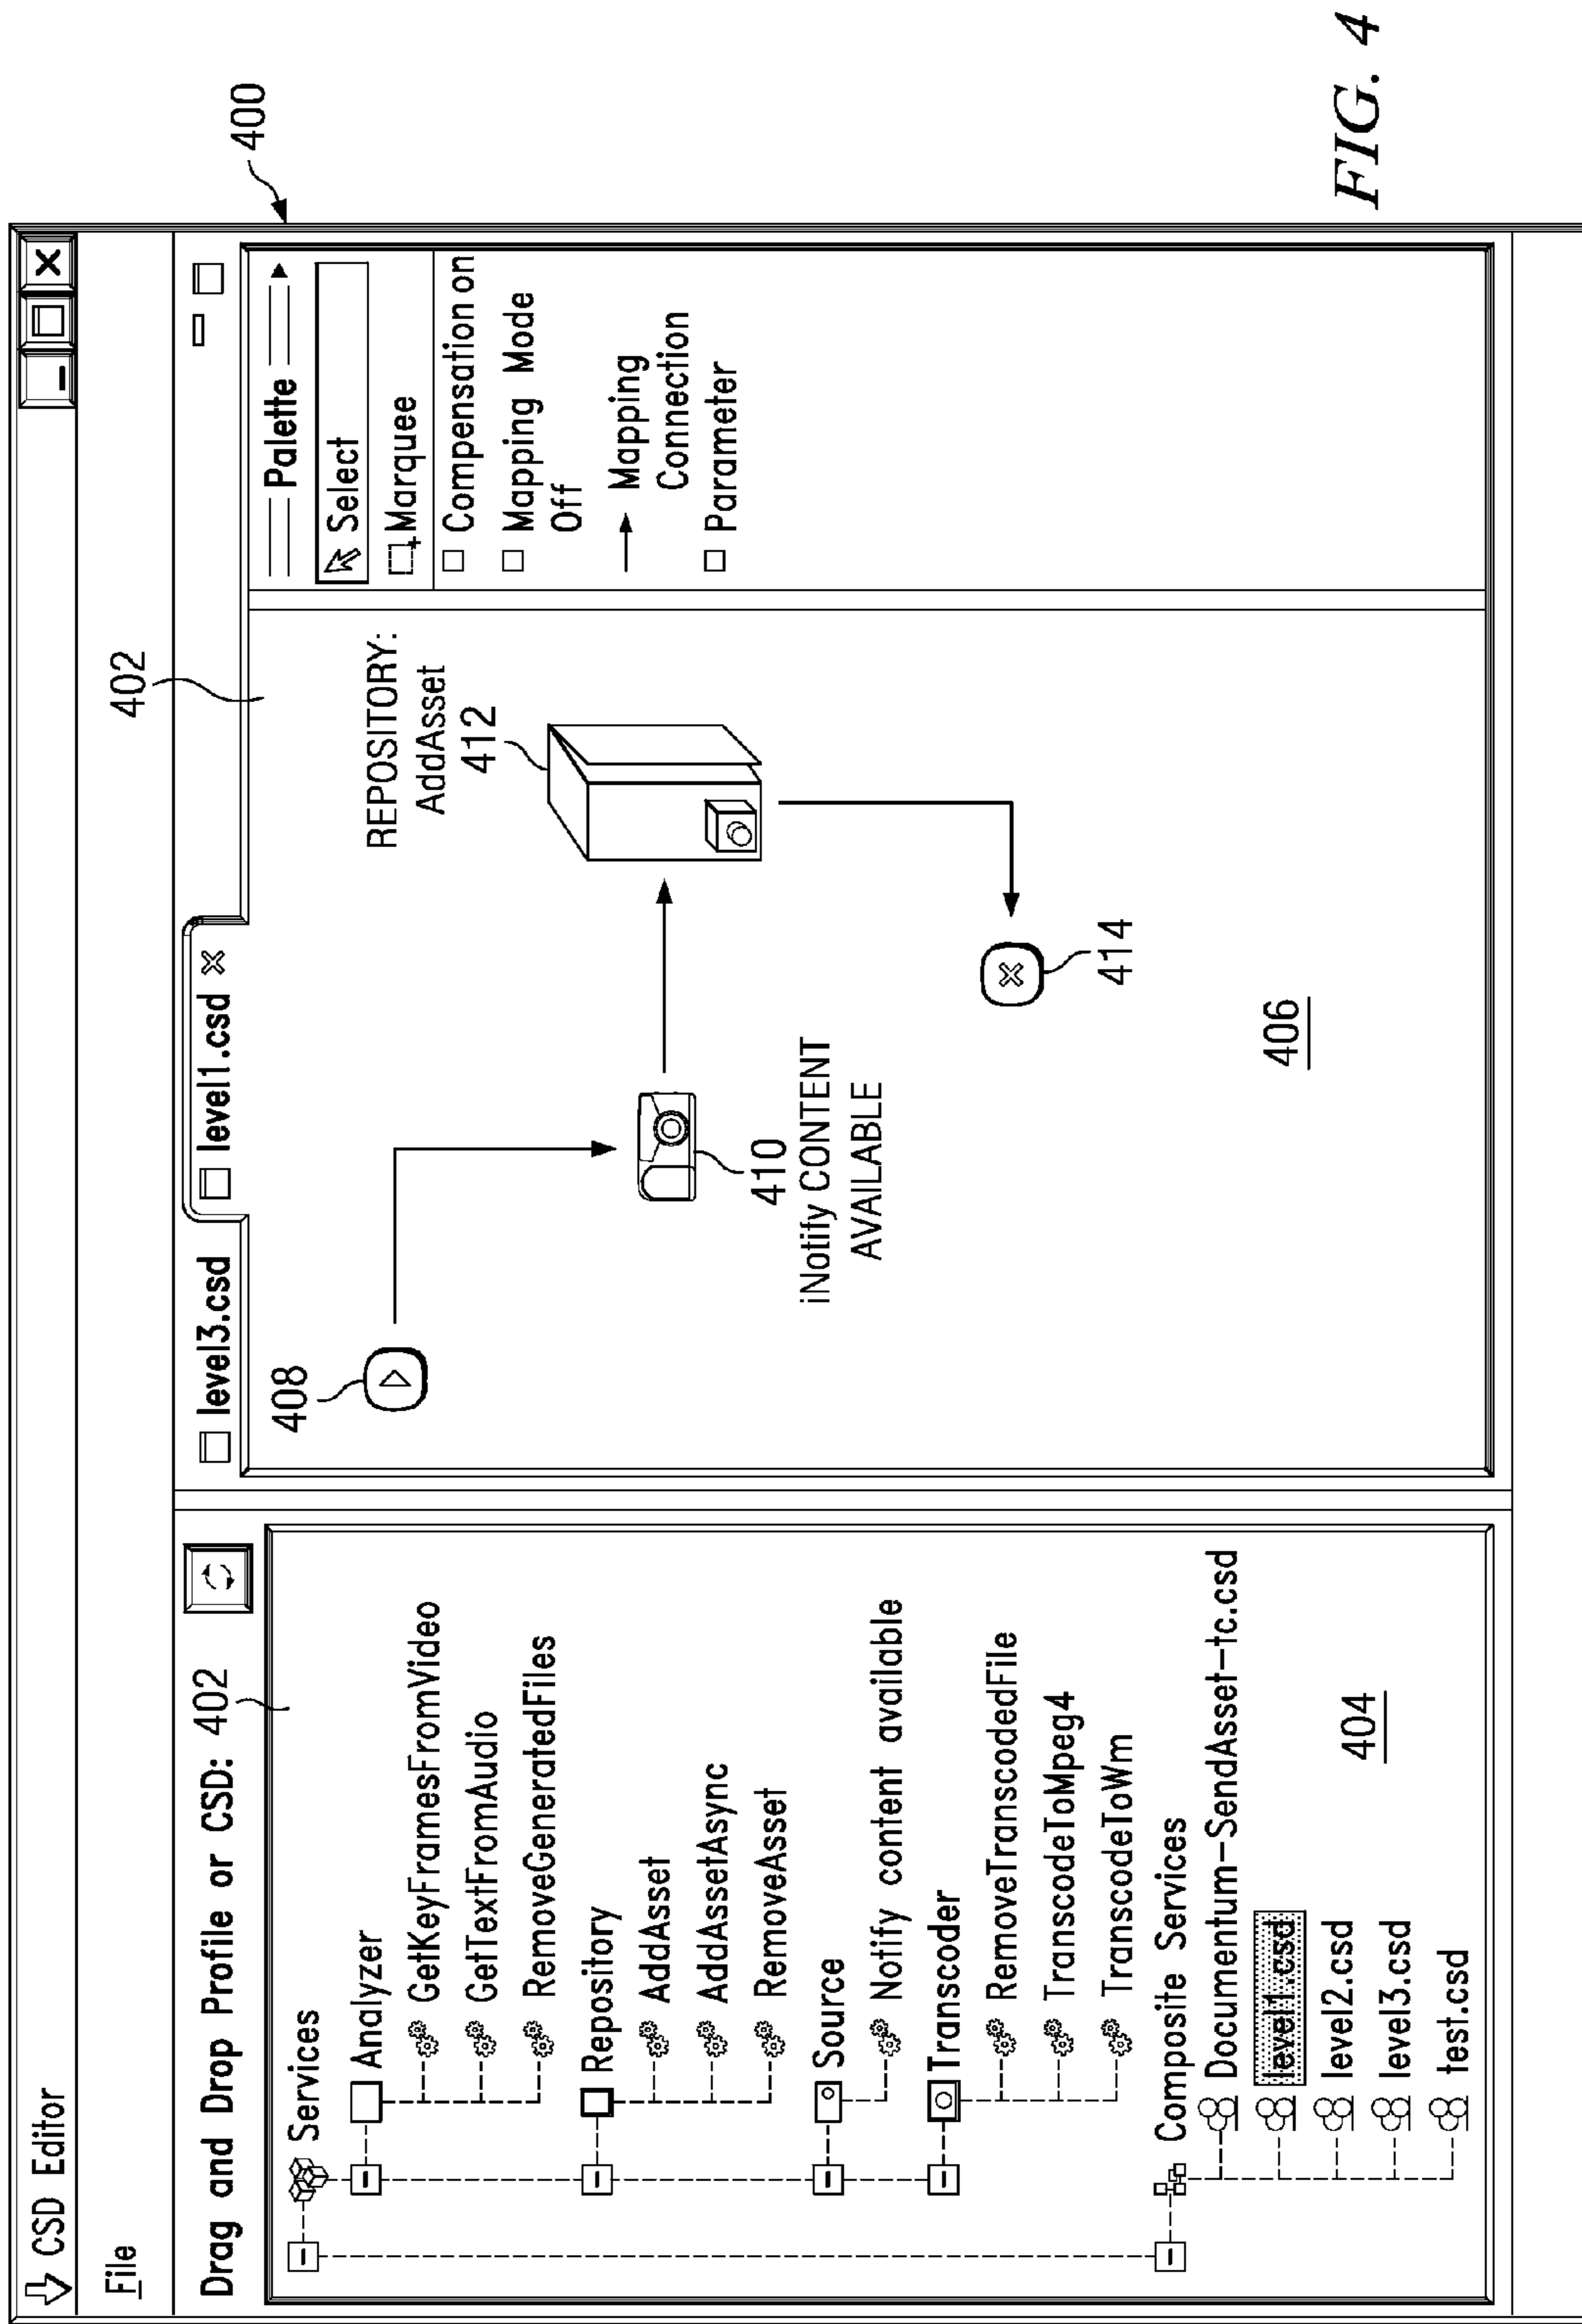 CSD Editor
File
Drag and Drop Profile or CSD: 402
Services
Analyzer
GetKeyFramesFromVideo
GetTextFromAudio
RemoveGeneratedFiles
Repository
AddAsset
AddAssetAsync
RemoveAsset
Source
Notify content available
Transcoder
RemoveTranscodedFile
TranscodeToMpeg4
TranscodeToWm
Composite Services
Documentum-SendAsset-tc.csd
level1.csd
level2.csd
level3.csd
test.csd
404
level3.csd
level1.csd
402
408
410
iNotify CONTENT
AVAILABLE
REPOSITORY:
AddAsset
412
414
406
Palette
Select
Marquee
Compensation on
Mapping Mode
Off
Mapping
Connection
Parameter
400
FIG. 4